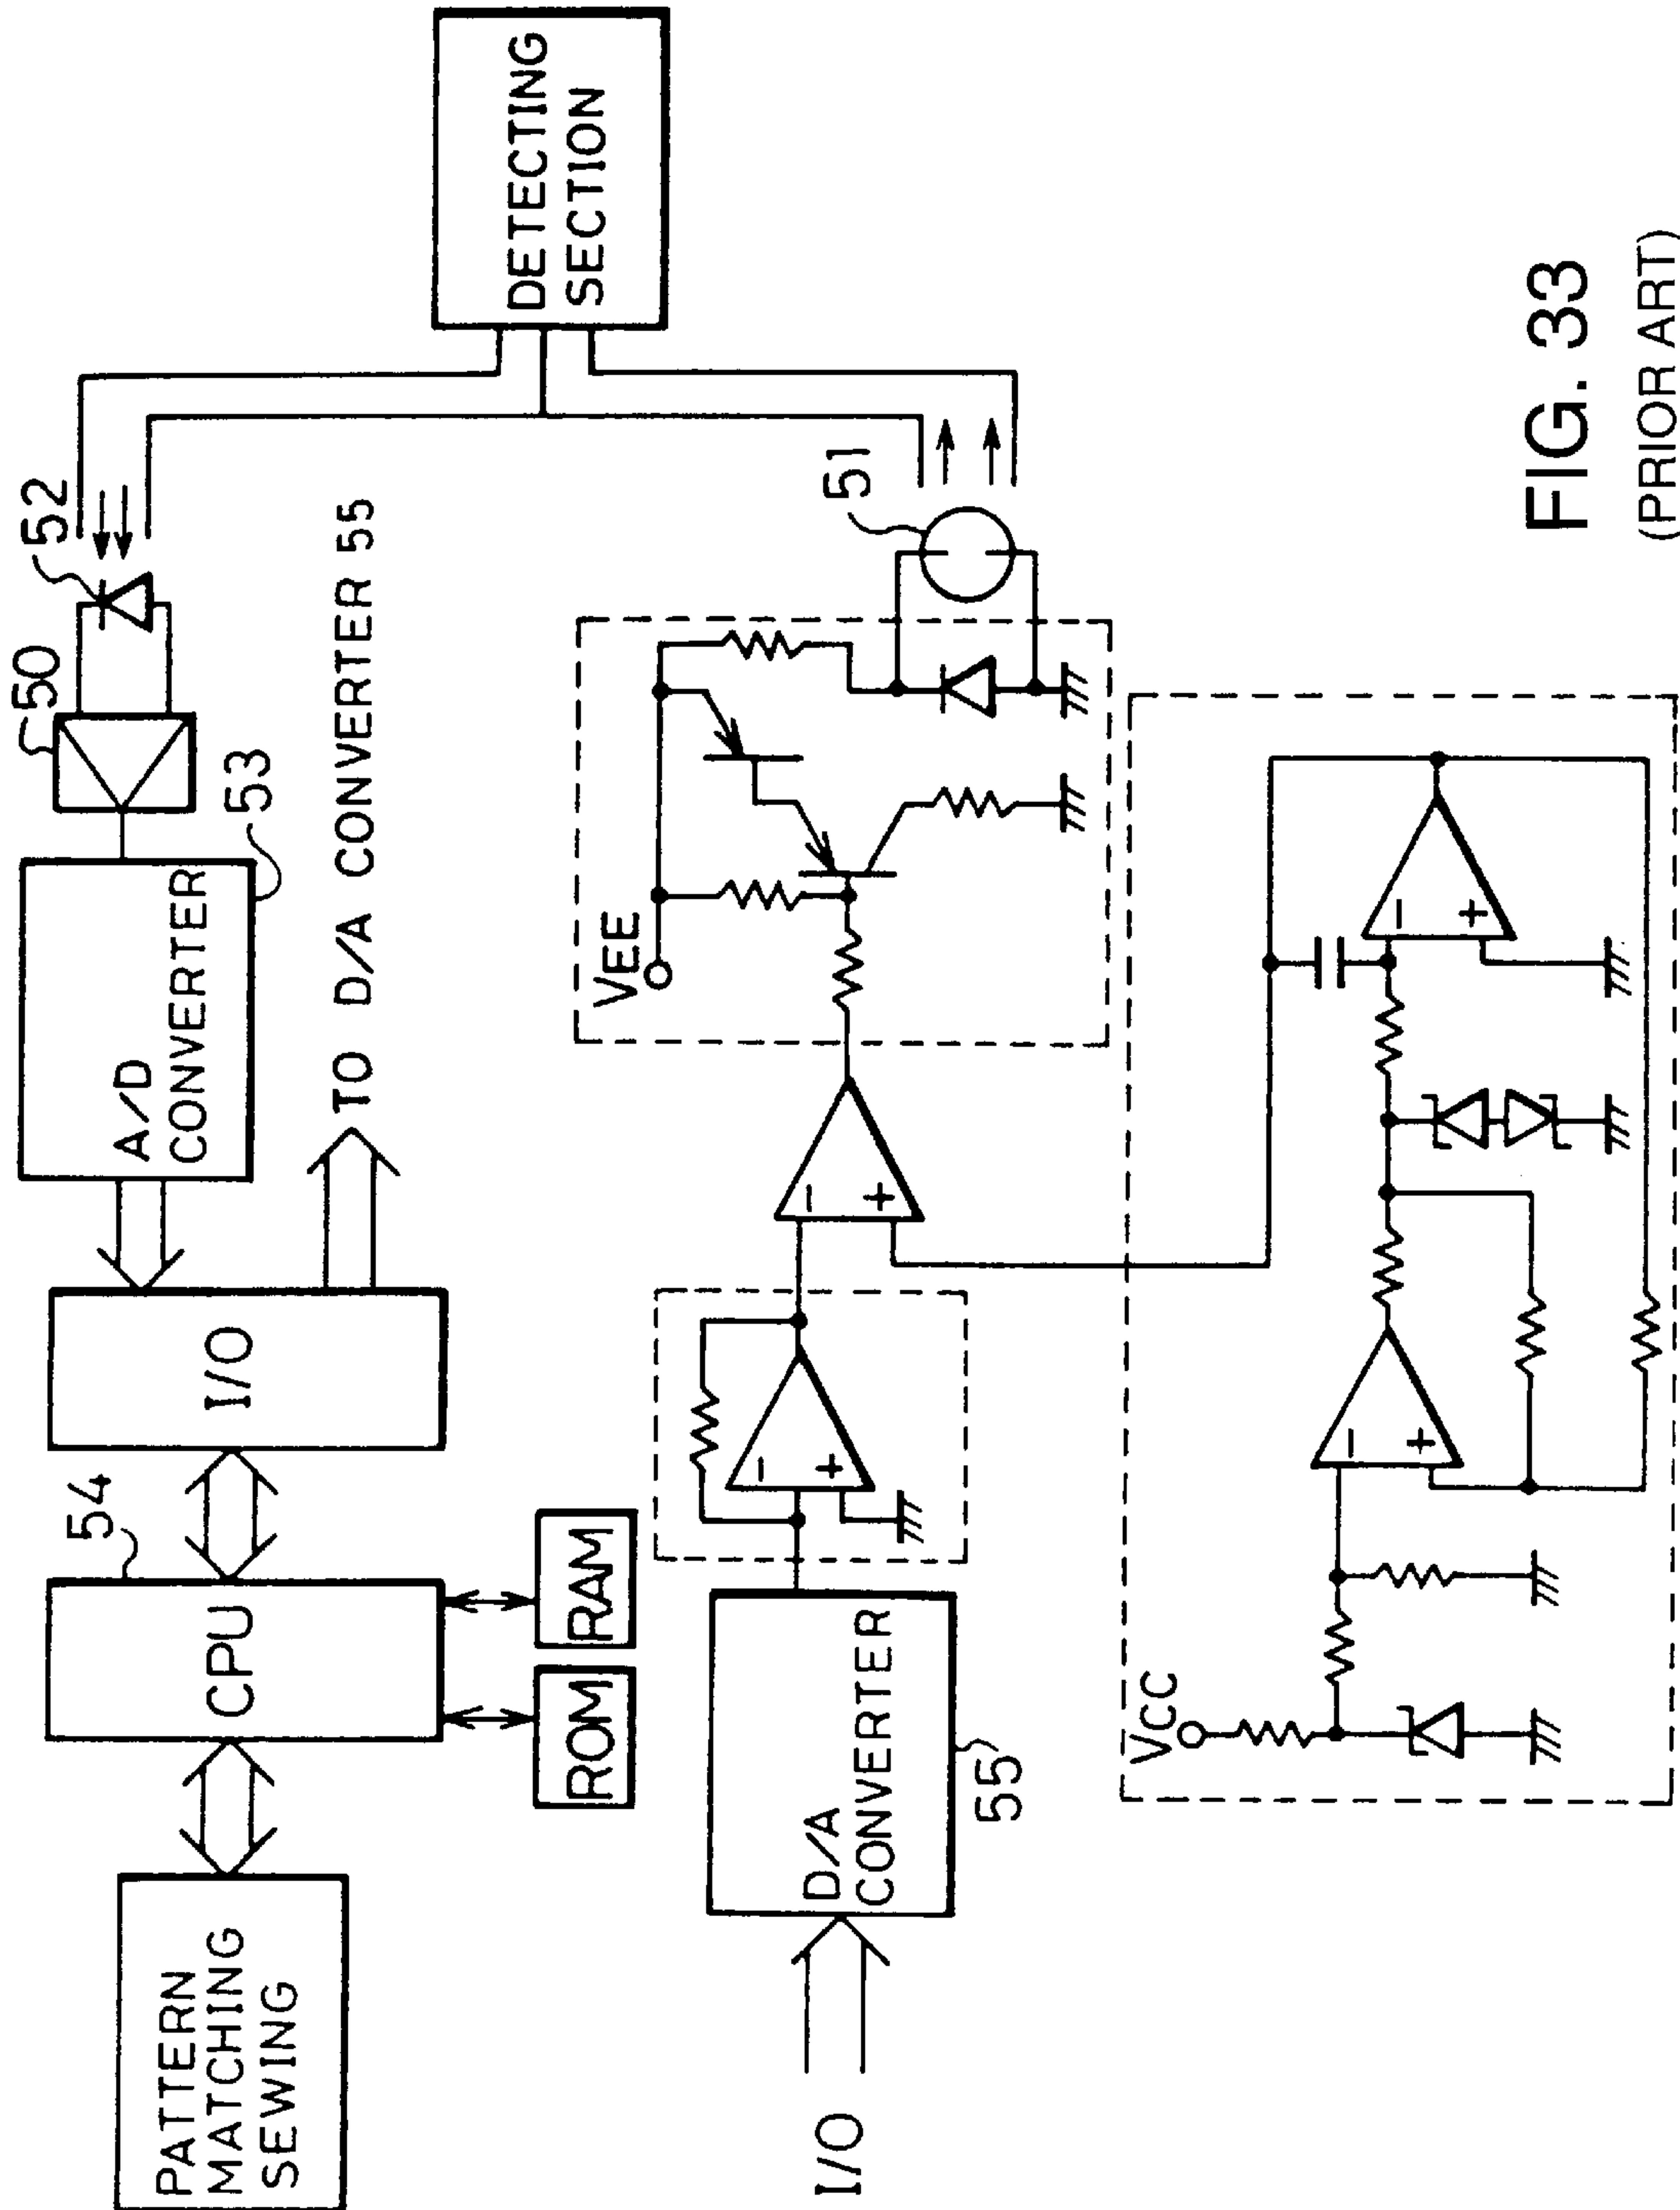 PATTERN
MATCHING
SEWING
CPU
54
I/O
A/D
CONVERTER
53
50
52
DETECTING
SECTION
ROM
RAM
TO D/A CONVERTER 55
I/O
D/A
CONVERTER
55
−
+
−
+
VEE
51
VCC
−
+
−
+
FIG. 33
(PRIOR ART)